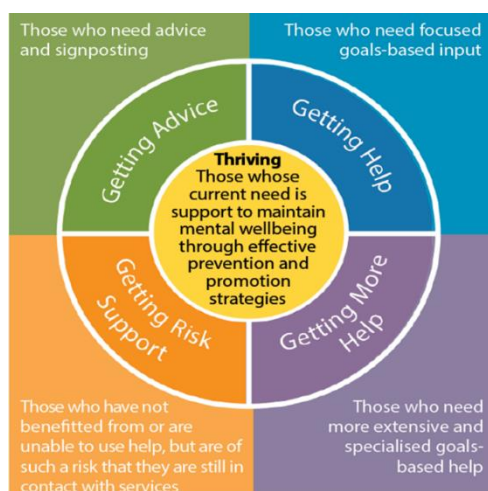 Those who need advice
and signposting
Those who need focused
goals-based input
Getting Advice
Getting Help
Thriving
Those whose
current need is
support to maintain
mental wellbeing
through effective
prevention and
promotion
strategies
Getting Risk
Support
Getting More
Help
Those who have not
benefitted from or are
unable to use help, but are of
such a risk that they are still in
contact with services
Those who need
more extensive and
specialised goals-
based help